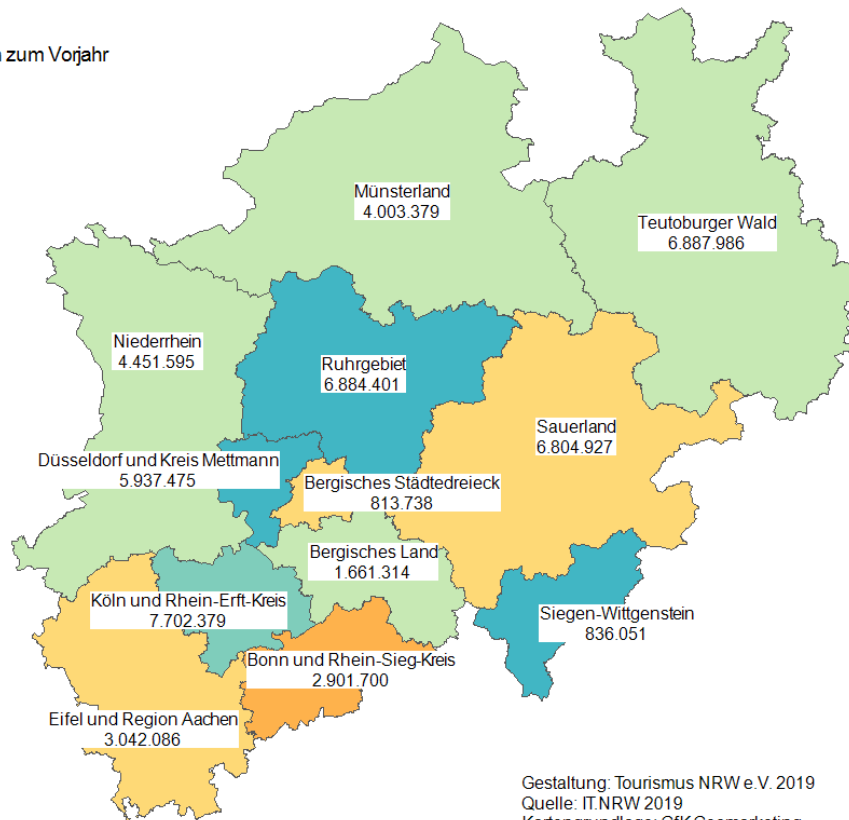 zum Vorjahr
Münsterland
4.003.379
Teutoburger Wald
6.887.986
Niederrhein
4.451.595
Ruhrgebiet
6.884.401
Sauerland
6.804.927
Düsseldorf und Kreis Mettmann
5.937.475
Bergisches Städtedreieck
813.738
Bergisches Land
1.661.314
Köln und Rhein-Erft-Kreis
7.702.379
Siegen-Wittgenstein
836.051
Bonn und Rhein-Sieg-Kreis
2.901.700
Eifel und Region Aachen
3.042.086
Gestaltung: Tourismus NRW e.V. 2019
Quelle: IT.NRW 2019
Kartengrundlage: GfK Geomarketing